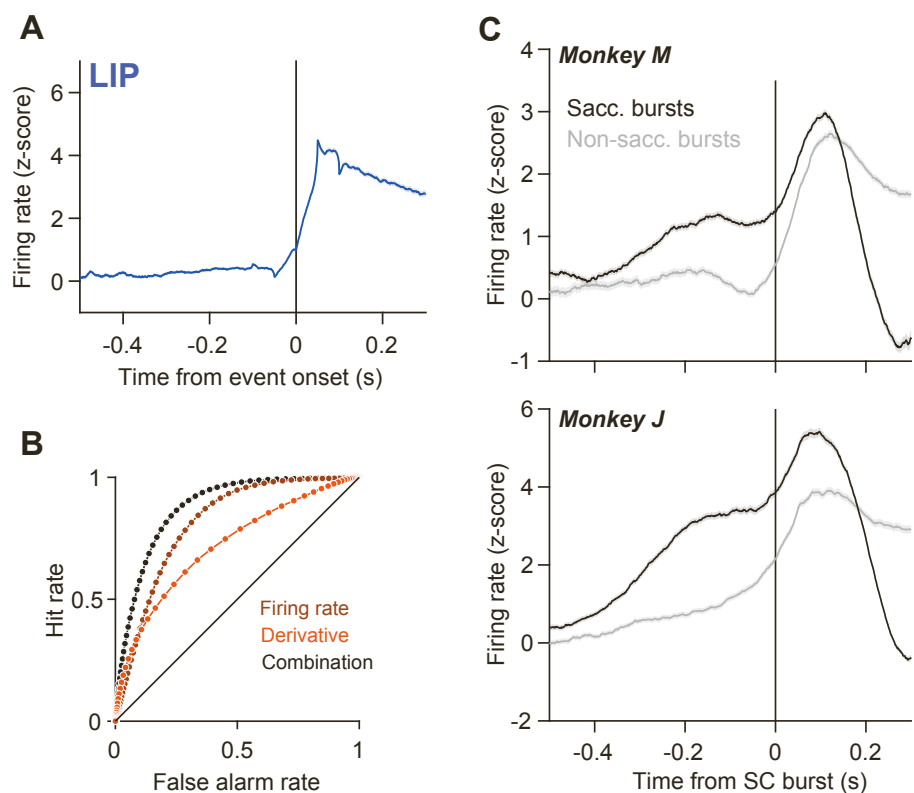 A
LIP
Firing rate (z-score)
6
4
2
0
-0.4
-0.2
0
0.2
Time from event onset (s)
B
Hit rate
1
0.5
0
Firing rate
Derivative
Combination
0
0.5
1
False alarm rate
C
Monkey M
Sacc. bursts
Non-sacc. bursts
Firing rate (z-score)
4
3
2
1
0
-1
Monkey J
Firing rate (z-score)
6
4
2
0
-2
-0.4
-0.2
0
0.2
Time from SC burst (s)